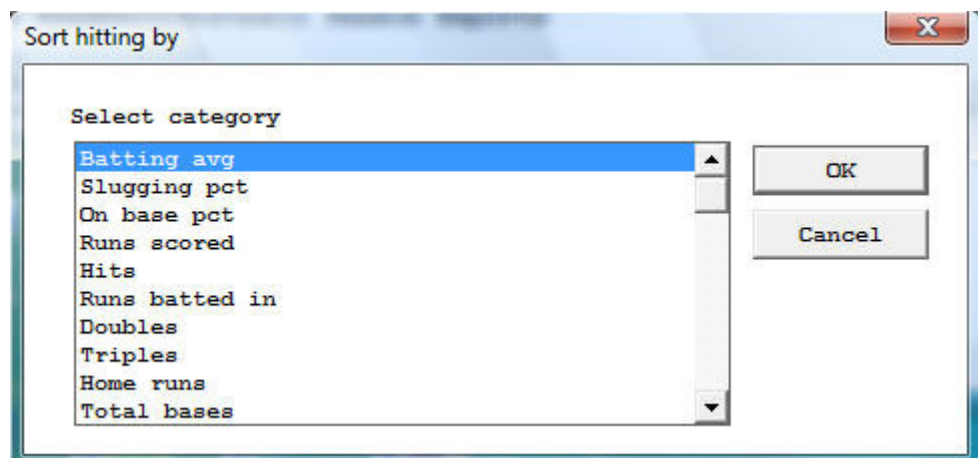 Sort hitting by
Select category
Batting avg
Slugging pct
On base pct
Runs scored
Hits
Runs batted in
Doubles
Triples
Home runs
Total bases
OK
Cancel